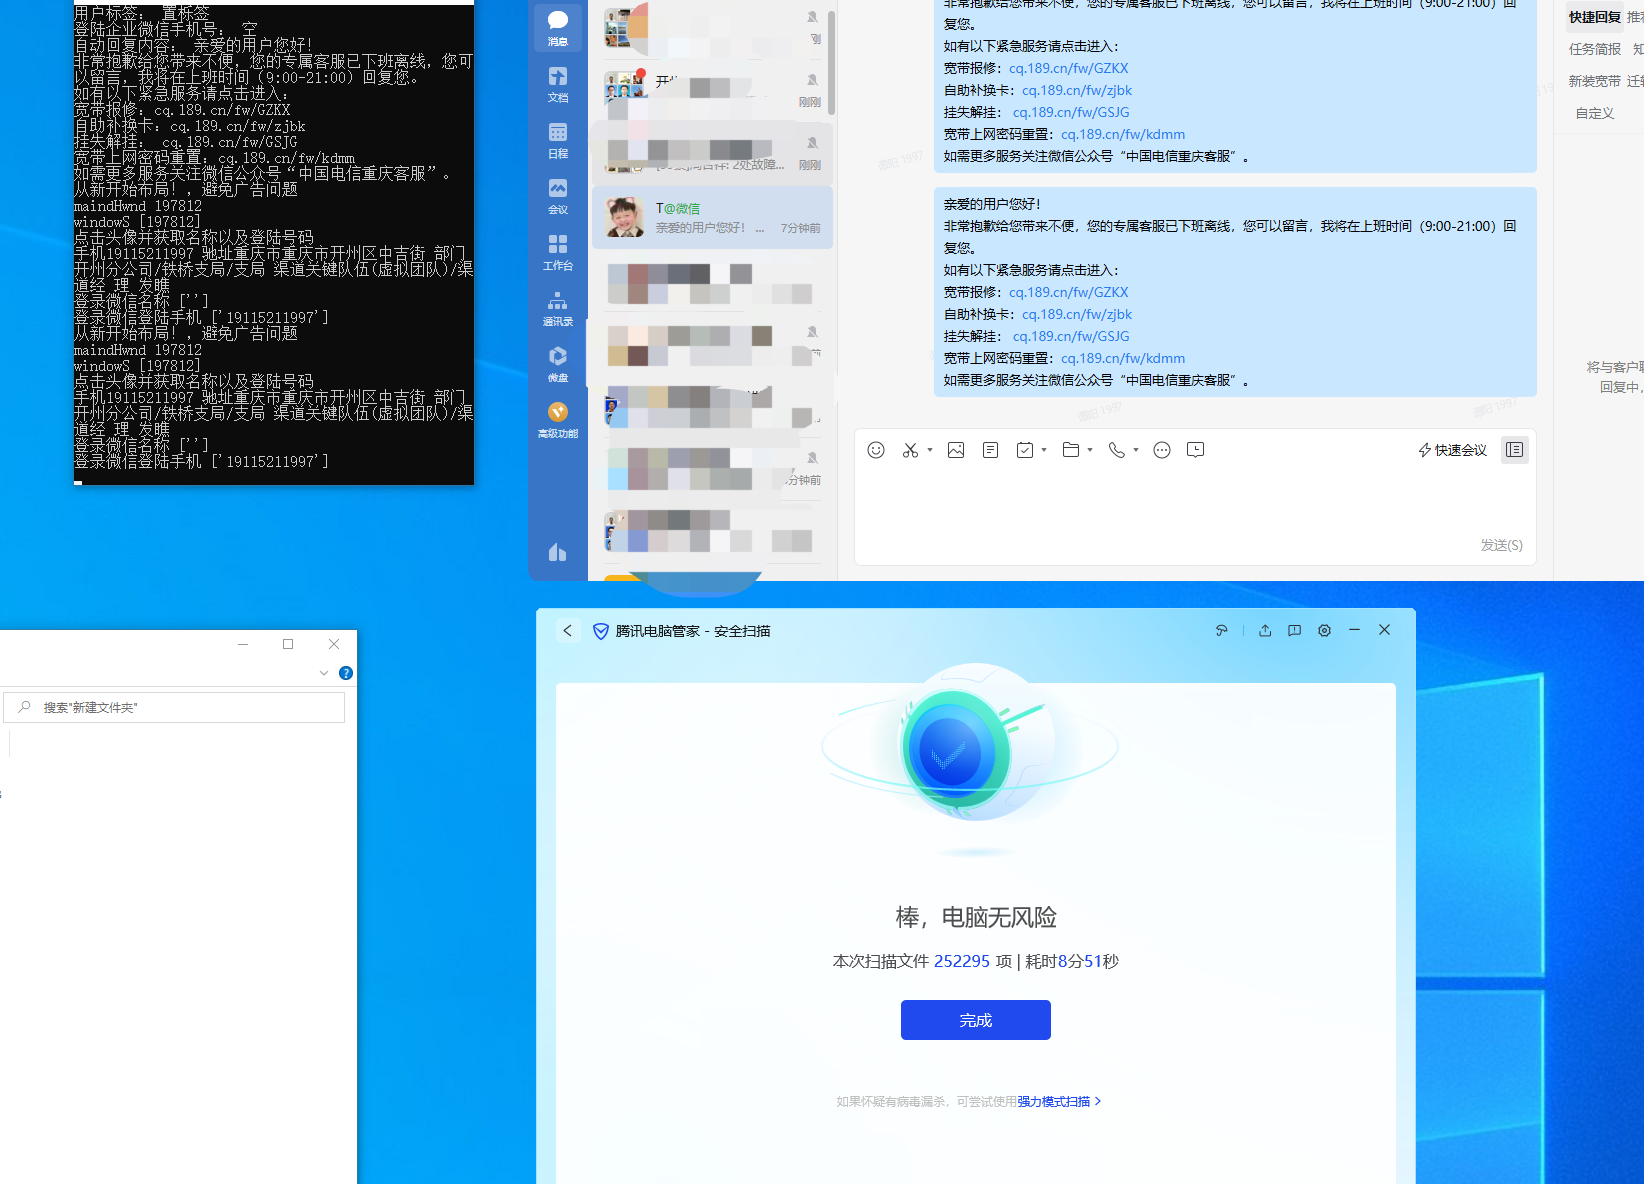 用户标签： 置标签
登陆企业微信手机号： 空
自动回复内容： 亲爱的用户您好！
非常抱歉给您带来不便，您的专属客服已下班离线，您可
以留言，我将在上班时间（9:00-21:00）回复您。
如有以下紧急服务请点击进入：
宽带报修：cq.189.cn/fw/GZKX
自助补换卡：cq.189.cn/fw/zjbk
挂失解挂： cq.189.cn/fw/GSJG
宽带上网密码重置：cq.189.cn/fw/kdmm
如需更多服务关注微信公众号“中国电信重庆客服”。
从新开始布局！，避免广告问题
maindHwnd 197812
windowS [197812]
点击头像并获取名称以及登陆号码
手机19115211997 驰址重庆市重庆市开州区中吉街 部门
开州分公司/铁桥支局/支局 渠道关键队伍(虚拟团队)/渠
道经 理 发瞧
登录微信名称 ['']
登录微信登陆手机 ['19115211997']
从新开始布局！，避免广告问题
maindHwnd 197812
windowS [197812]
点击头像并获取名称以及登陆号码
手机19115211997 驰址重庆市重庆市开州区中吉街 部门
开州分公司/铁桥支局/支局 渠道关键队伍(虚拟团队)/渠
道经 理 发瞧
登录微信名称 ['']
登录微信登陆手机 ['19115211997']
消息
文档
日程
会议
工作台
通讯录
微盘
高级功能
刚
刚刚
2处故障... 刚刚
T@微信
亲爱的用户您好！ ... 7分钟前
分钟前
非常抱歉给您带来不便，您的专属客服已下班离线，您可以留言，我将在上班时间（9:00-21:00）回
复您。
如有以下紧急服务请点击进入：
宽带报修：cq.189.cn/fw/GZKX
自助补换卡：cq.189.cn/fw/zjbk
挂失解挂： cq.189.cn/fw/GSJG
宽带上网密码重置：cq.189.cn/fw/kdmm
如需更多服务关注微信公众号“中国电信重庆客服”。
亲爱的用户您好！
非常抱歉给您带来不便，您的专属客服已下班离线，您可以留言，我将在上班时间（9:00-21:00）回
复您。
如有以下紧急服务请点击进入：
宽带报修：cq.189.cn/fw/GZKX
自助补换卡：cq.189.cn/fw/zjbk
挂失解挂： cq.189.cn/fw/GSJG
宽带上网密码重置：cq.189.cn/fw/kdmm
如需更多服务关注微信公众号“中国电信重庆客服”。
快速会议
发送(S)
快捷回复 推
任务简报 知
新装宽带 迁
自定义
将与客户
回复中，
搜索"新建文件夹"
腾讯电脑管家 - 安全扫描
棒，电脑无风险
本次扫描文件 252295 项 | 耗时8分51秒
完成
如果怀疑有病毒漏杀，可尝试使用强力模式扫描 >